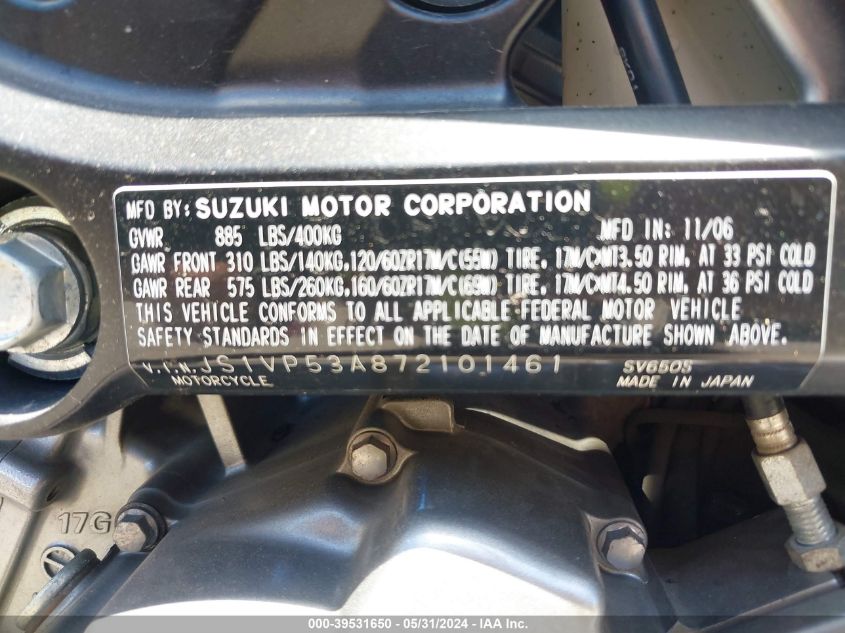 MFD BY: SUZUKI MOTOR CORPORATION
GVWR 885 LBS/400KG MFD IN: 11/06
GAWR FRONT 310 LBS/140KG,120/60ZR17M/C(55W) TIRE, 17M/C×MT3.50 RIM, AT 33 PSI COLD
GAWR REAR 575 LBS/260KG,160/60ZR17M/C(69W) TIRE, 17M/C×MT4.50 RIM, AT 36 PSI COLD
THIS VEHICLE CONFORMS TO ALL APPLICABLE FEDERAL MOTOR VEHICLE
SAFETY STANDARDS IN EFFECT ON THE DATE OF MANUFACTURE SHOWN ABOVE.
V.I.N. JS1VP53A872101461 SV650S
MOTORCYCLE MADE IN JAPAN
17G
000-39531650 - 05/31/2024 - IAA Inc.